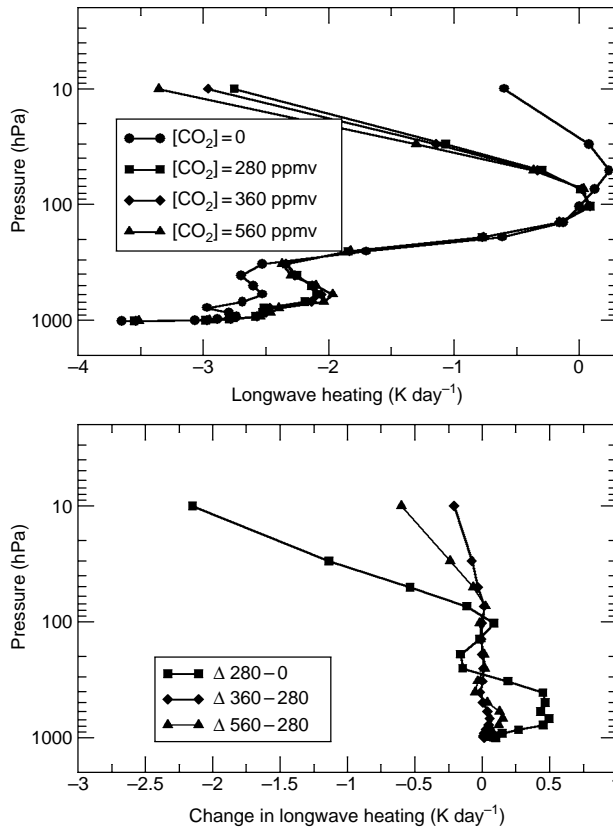 10
100
1000
Pressure (hPa)
[CO₂]=0
[CO₂]=280 ppmv
[CO₂]=360 ppmv
[CO₂]=560 ppmv
−4 −3 −2 −1 0
Longwave heating (K day⁻¹)
10
100
1000
Pressure (hPa)
Δ 280−0
Δ 360−280
Δ 560−280
−3 −2.5 −2 −1.5 −1 −0.5 0 0.5 1
Change in longwave heating (K day⁻¹)